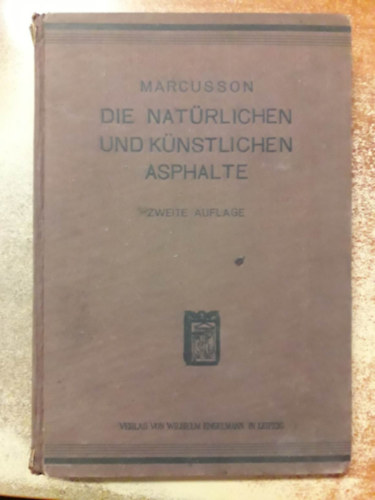 MARCUSSON
DIE NATÜRLICHEN
UND KÜNSTLICHEN
ASPHALTE
ZWEITE AUFLAGE
VERLAG VON WILHELM ENGELMANN IN LEIPZIG